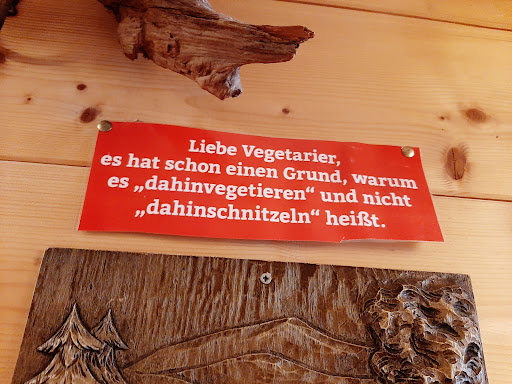 Liebe Vegetarier,
es hat schon einen Grund, warum
es „dahinvegetieren“ und nicht
„dahinschnitzeln“ heißt.